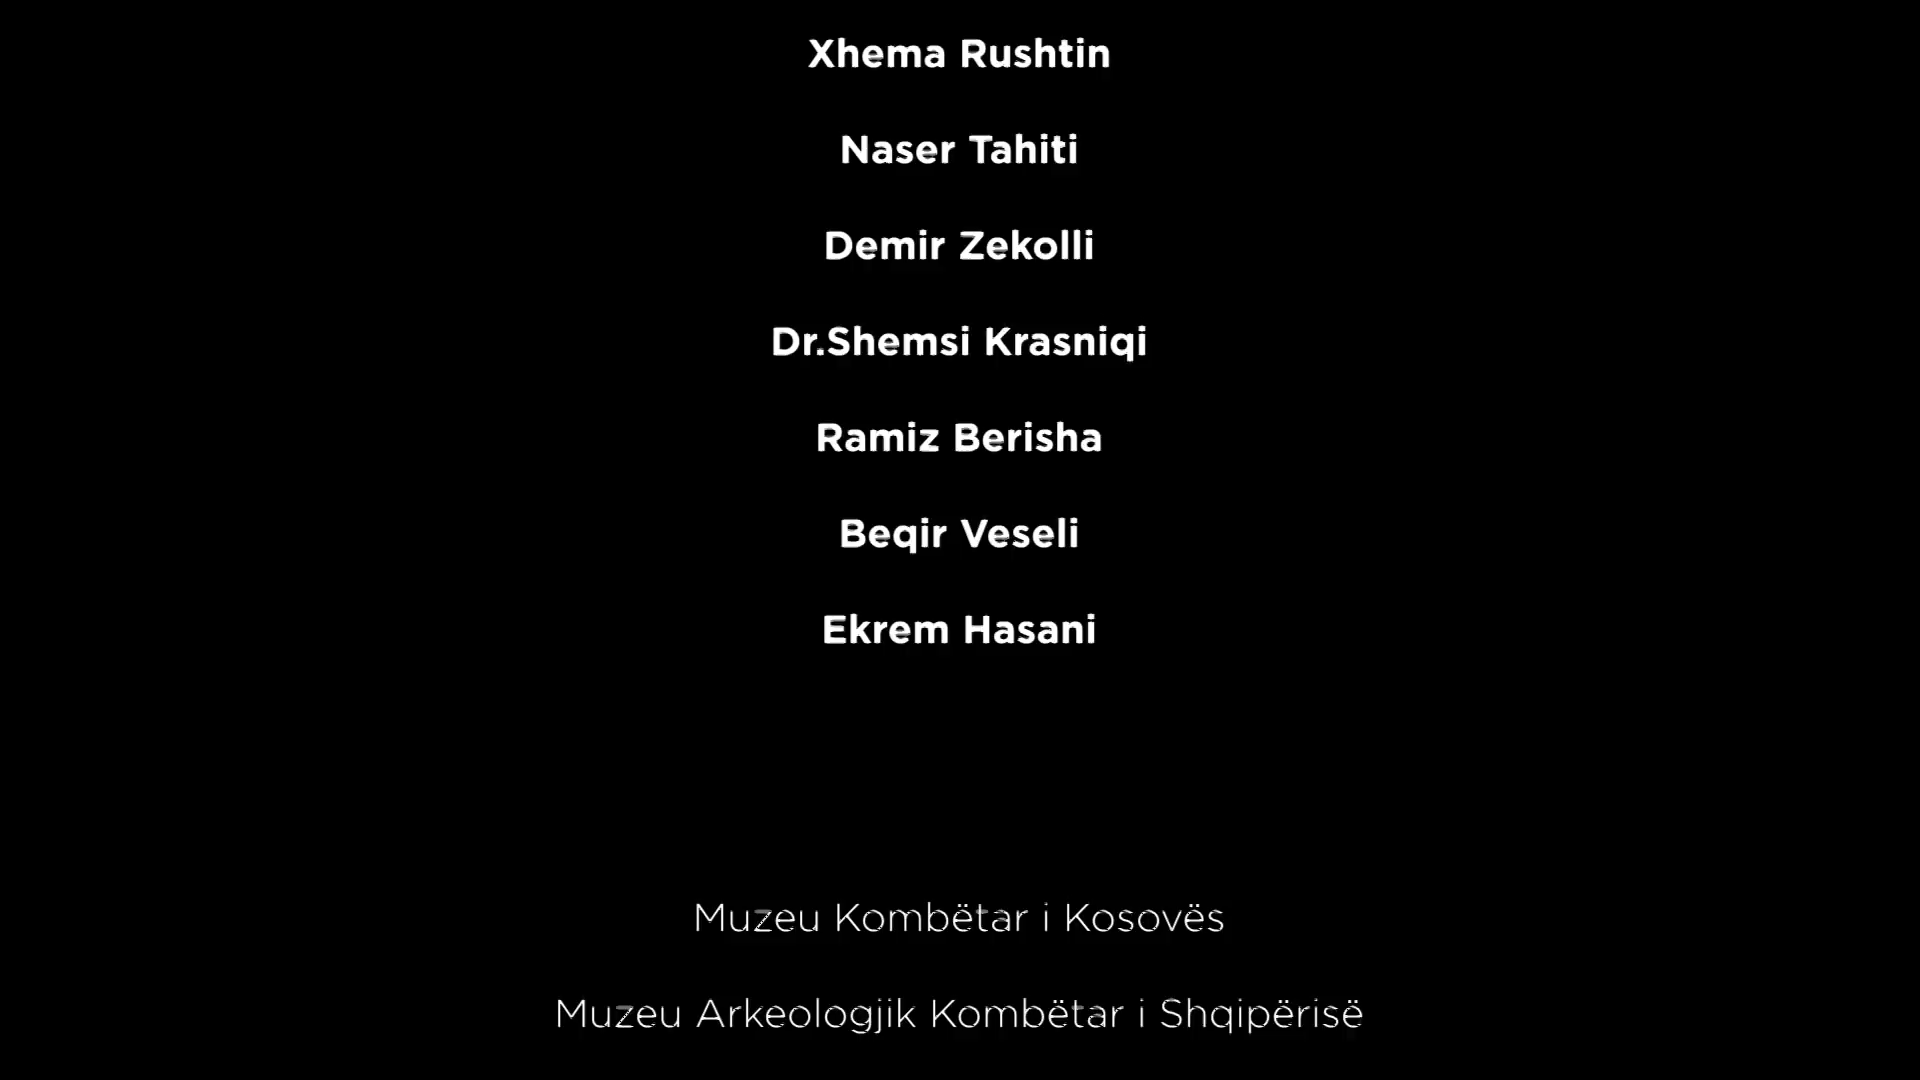 Xhema Rushtin
Naser Tahiti
Demir Zekolli
Dr.Shemsi Krasniqi
Ramiz Berisha
Beqir Veseli
Ekrem Hasani
Muzeu Kombëtar i Kosovës
Muzeu Arkeologjik Kombëtar i Shqipërisë